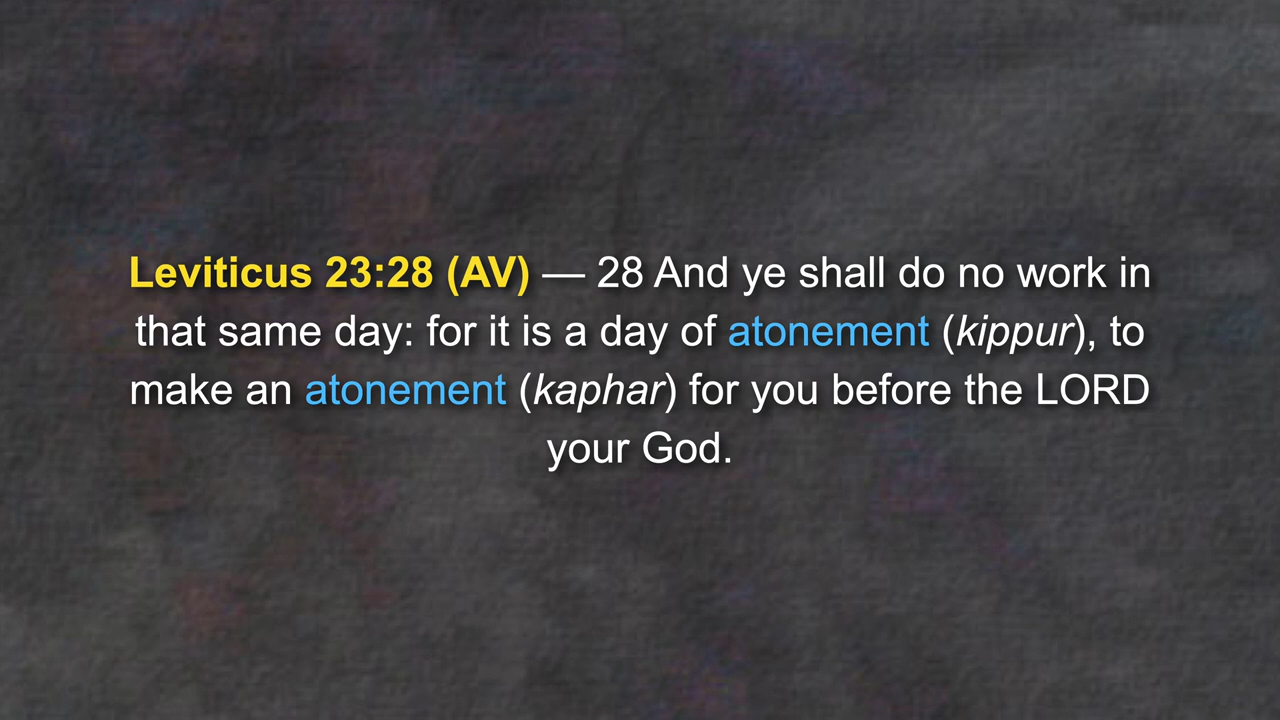 Leviticus 23:28 (AV) — 28 And ye shall do no work in
that same day: for it is a day of atonement (kippur), to
make an atonement (kaphar) for you before the LORD
your God.